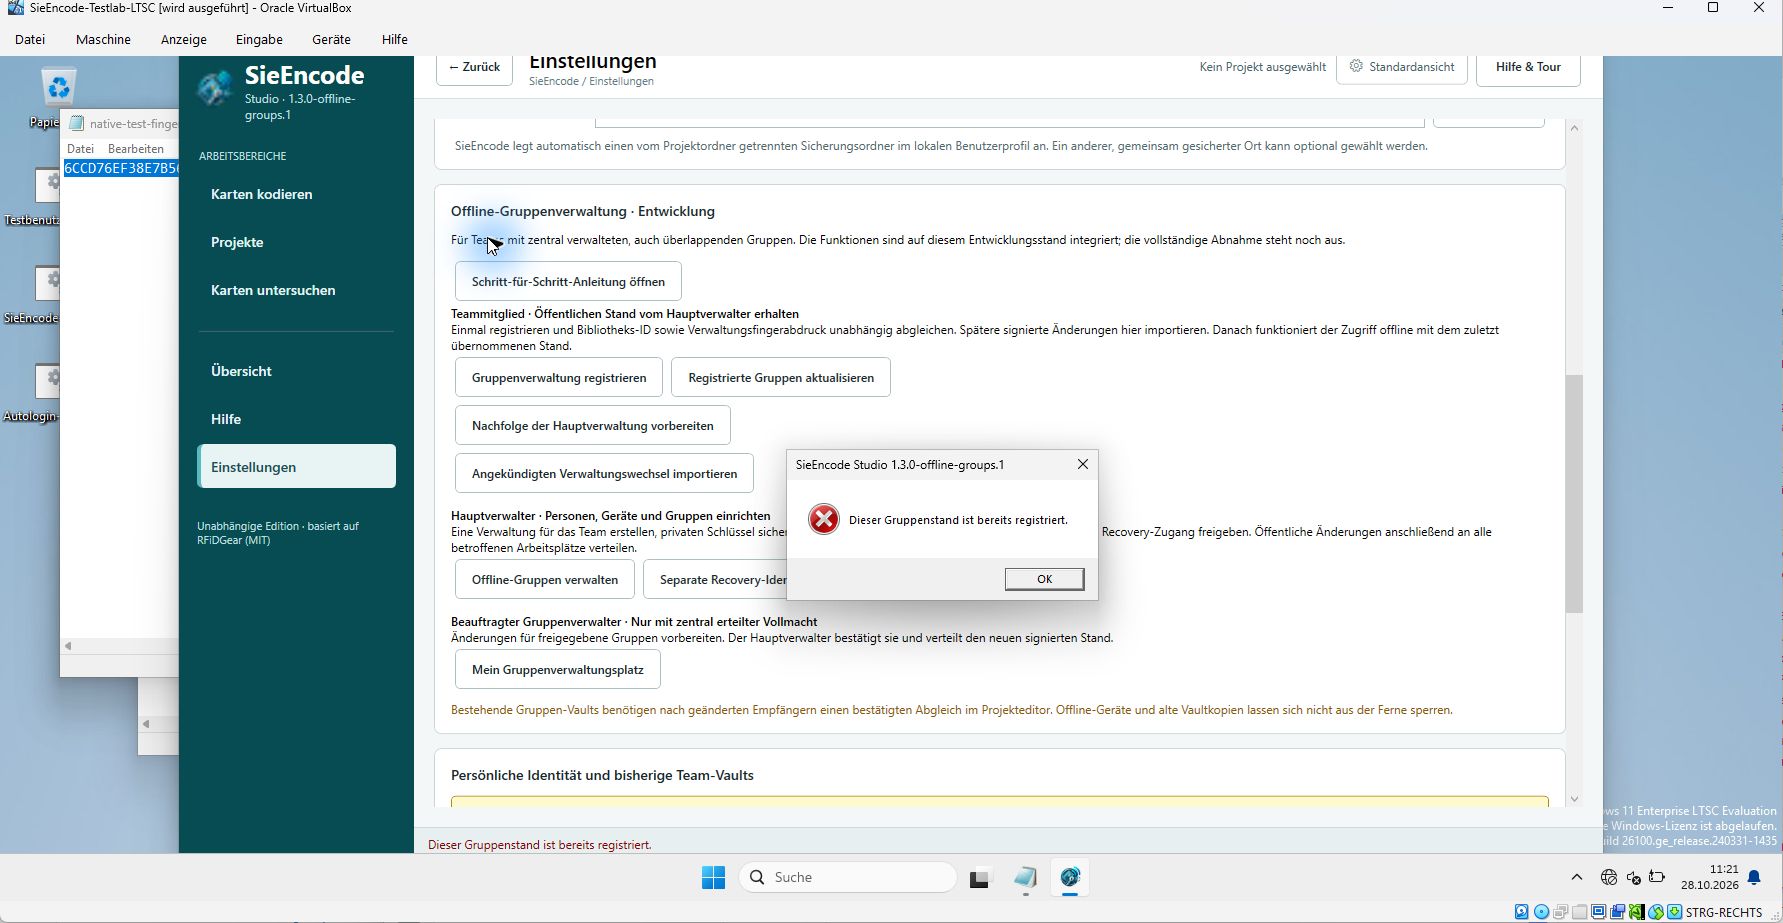 SieEncode-Testlab-LTSC [wird ausgeführt] - Oracle VirtualBox
Datei Maschine Anzeige Eingabe Geräte Hilfe
native-test-finge
Datei Bearbeiten
6CCD76EF38E7B5
Testbenutz
SieEncode
Autologin-
SieEncode
Studio · 1.3.0-offline-
groups.1
ARBEITSBEREICHE
Karten kodieren
Projekte
Karten untersuchen
Übersicht
Hilfe
Einstellungen
Unabhängige Edition · basiert auf
RFiDGear (MIT)
← Zurück
Einstellungen
SieEncode / Einstellungen
Kein Projekt ausgewählt
Standardansicht
Hilfe & Tour
SieEncode legt automatisch einen vom Projektordner getrennten Sicherungsordner im lokalen Benutzerprofil an. Ein anderer, gemeinsam gesicherter Ort kann optional gewählt werden.
Offline-Gruppenverwaltung · Entwicklung
Für Teams mit zentral verwalteten, auch überlappenden Gruppen. Die Funktionen sind auf diesem Entwicklungsstand integriert; die vollständige Abnahme steht noch aus.
Schritt-für-Schritt-Anleitung öffnen
Teammitglied · Öffentlichen Stand vom Hauptverwalter erhalten
Einmal registrieren und Bibliotheks-ID sowie Verwaltungsfingerabdruck unabhängig abgleichen. Spätere signierte Änderungen hier importieren. Danach funktioniert der Zugriff offline mit dem zuletzt
übernommenen Stand.
Gruppenverwaltung registrieren
Registrierte Gruppen aktualisieren
Nachfolge der Hauptverwaltung vorbereiten
Angekündigten Verwaltungswechsel importieren
Hauptverwalter · Personen, Geräte und Gruppen einrichten
Eine Verwaltung für das Team erstellen, privaten Schlüssel siche Recovery-Zugang freigeben. Öffentliche Änderungen anschließend an alle
betroffenen Arbeitsplätze verteilen.
Offline-Gruppen verwalten
Separate Recovery-Iden
Beauftragter Gruppenverwalter · Nur mit zentral erteilter Vollmacht
Änderungen für freigegebene Gruppen vorbereiten. Der Hauptverwalter bestätigt sie und verteilt den neuen signierten Stand.
Mein Gruppenverwaltungsplatz
Bestehende Gruppen-Vaults benötigen nach geänderten Empfängern einen bestätigten Abgleich im Projekteditor. Offline-Geräte und alte Vaultkopien lassen sich nicht aus der Ferne sperren.
Persönliche Identität und bisherige Team-Vaults
Dieser Gruppenstand ist bereits registriert.
SieEncode Studio 1.3.0-offline-groups.1
Dieser Gruppenstand ist bereits registriert.
OK
ws 11 Enterprise LTSC Evaluation
e Windows-Lizenz ist abgelaufen.
ild 26100.ge_release.240331-1435
Suche
11:21
28.10.2026
STRG-RECHTS